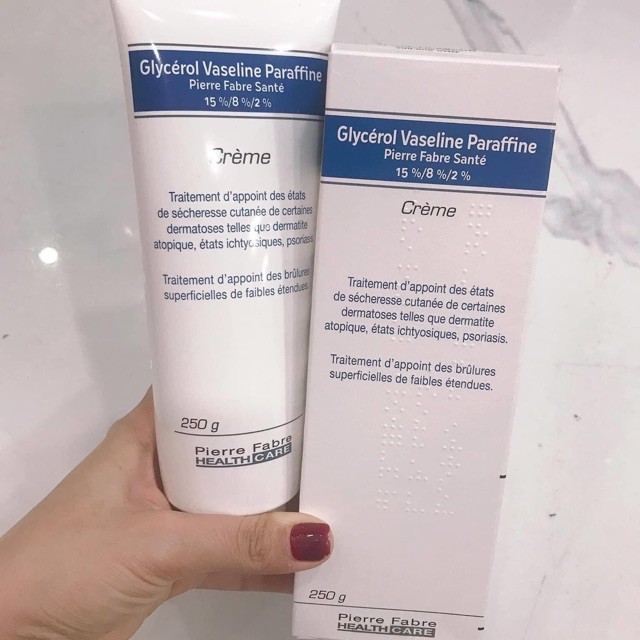 Glycérol Vaseline Paraffine
Pierre Fabre Santé
15 %/8 %/2 %
Crème
Traitement d'appoint des états
de sécheresse cutanée de certaines
dermatoses telles que dermatite
atopique, états ichtyosiques, psoriasis.
Traitement d'appoint des brûlures
superficielles de faibles étendues.
250 g
Pierre Fabre
HEALTH CARE
Glycérol Vaseline Paraffine
Pierre Fabre Santé
15 %/8 %/2 %
Crème
Traitement d'appoint des états
de sécheresse cutanée de certaines
dermatoses telles que dermatite
atopique, états ichtyosiques, psoriasis.
Traitement d'appoint des brûlures
superficielles de faibles étendues.
250 g
Pierre Fabre
HEALTH CARE